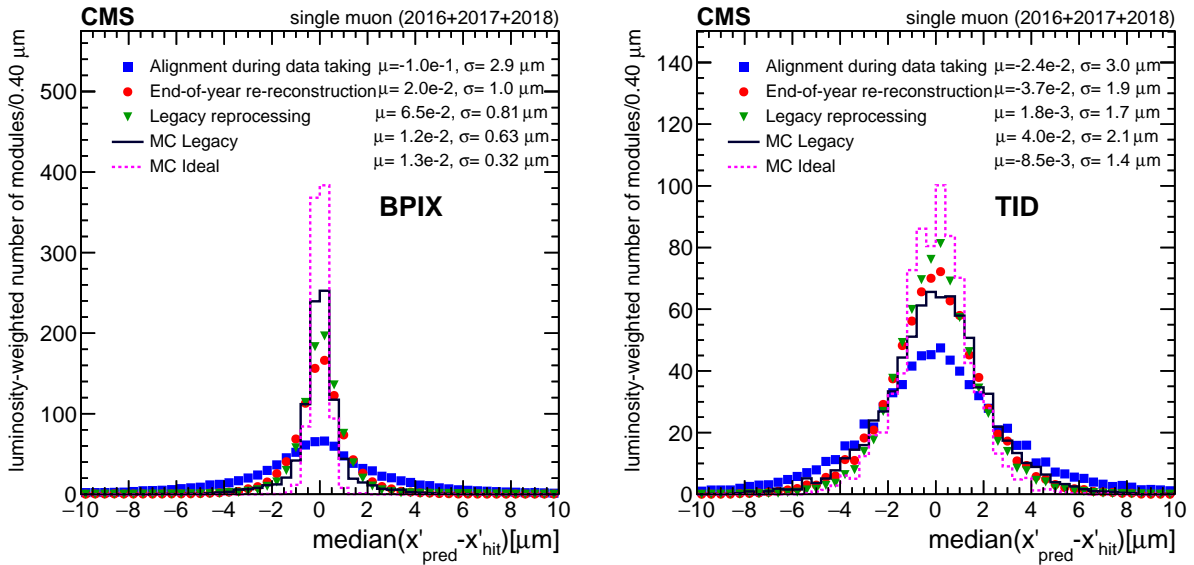 CMS single muon (2016+2017+2018)
luminosity-weighted number of modules/0.40 μm
500
400
300
200
100
0
Alignment during data taking μ=-1.0e-1, σ= 2.9 μm
End-of-year re-reconstruction μ= 2.0e-2, σ= 1.0 μm
Legacy reprocessing μ= 6.5e-2, σ= 0.81 μm
MC Legacy μ= 1.2e-2, σ= 0.63 μm
MC Ideal μ= 1.3e-2, σ= 0.32 μm
BPIX
−10 −8 −6 −4 −2 0 2 4 6 8 10
median(x'pred-x'hit)[μm]
CMS single muon (2016+2017+2018)
luminosity-weighted number of modules/0.40 μm
140
120
100
80
60
40
20
0
Alignment during data taking μ=-2.4e-2, σ= 3.0 μm
End-of-year re-reconstruction μ=-3.7e-2, σ= 1.9 μm
Legacy reprocessing μ= 1.8e-3, σ= 1.7 μm
MC Legacy μ= 4.0e-2, σ= 2.1 μm
MC Ideal μ=-8.5e-3, σ= 1.4 μm
TID
−10 −8 −6 −4 −2 0 2 4 6 8 10
median(x'pred-x'hit)[μm]